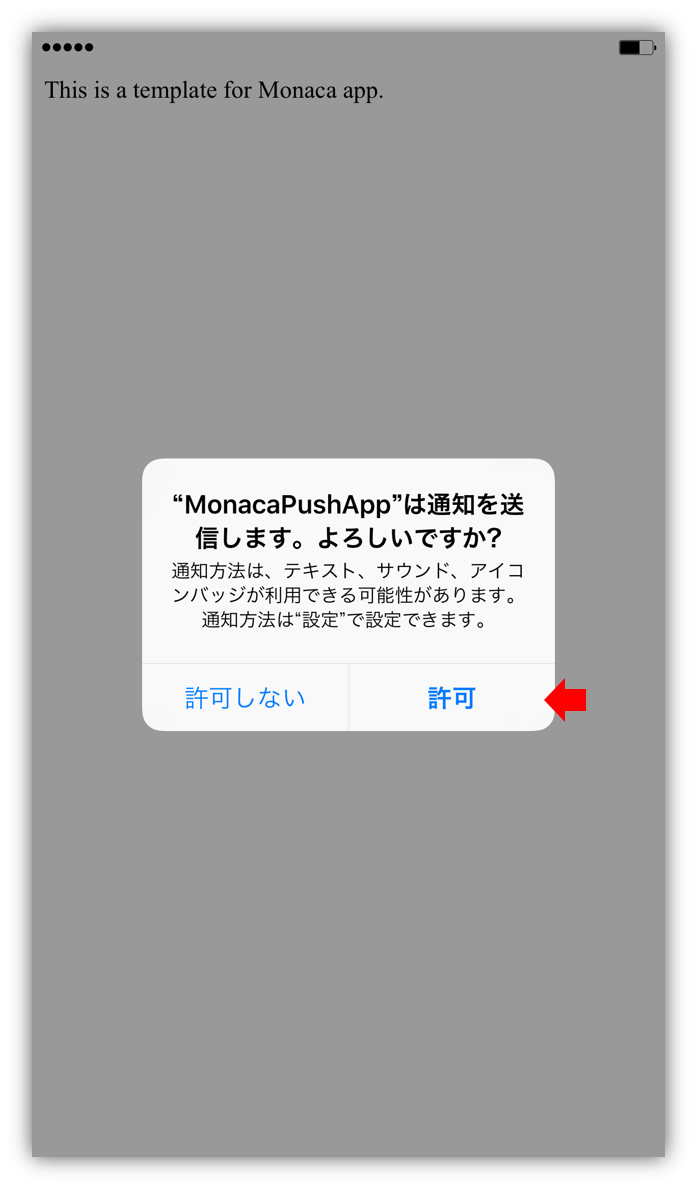 This is a template for Monaca app.
“MonacaPushApp”は通知を送
信します。よろしいですか?
通知方法は、テキスト、サウンド、アイコ
ンバッジが利用できる可能性があります。
通知方法は“設定”で設定できます。
許可しない
許可